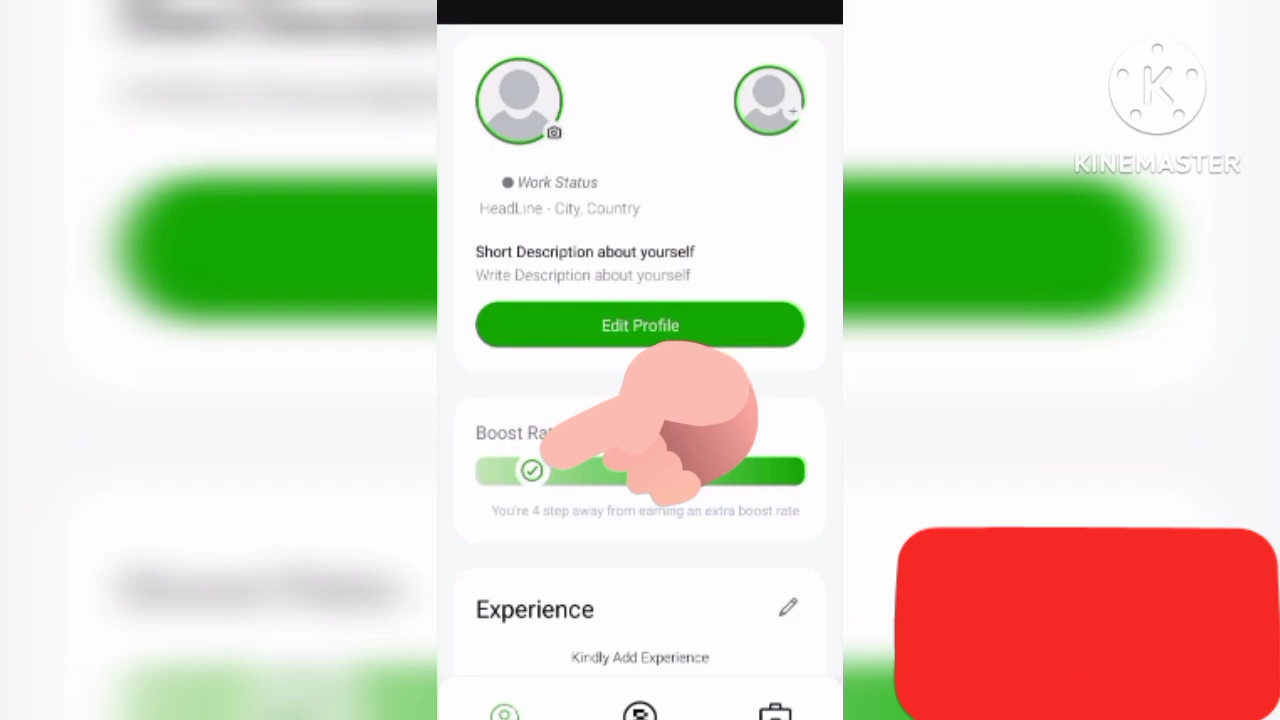 Work Status
HeadLine - City, Country
Short Description about yourself
Write Description about yourself
Edit Profile
Boost
You're 4 step away from earning an extra boost rate
Experience
Kindly Add Experience
K
KINEMASTER